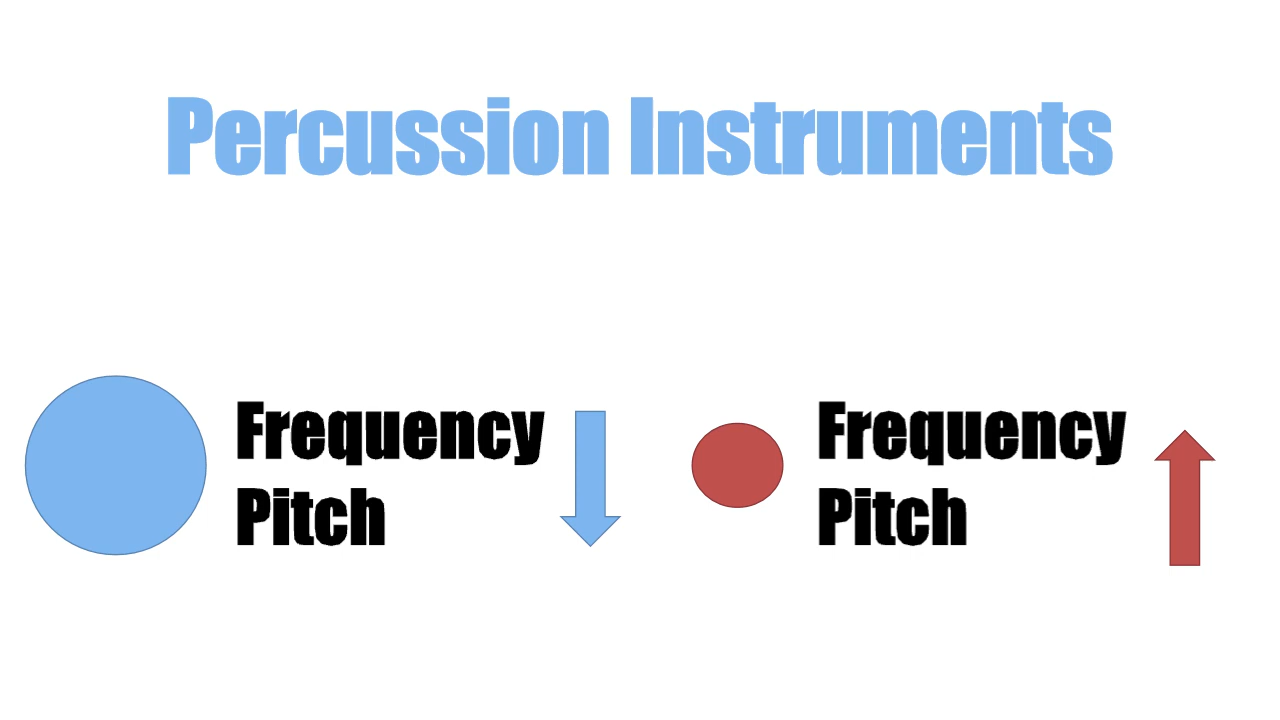 Percussion Instruments
Frequency
Pitch
Frequency
Pitch